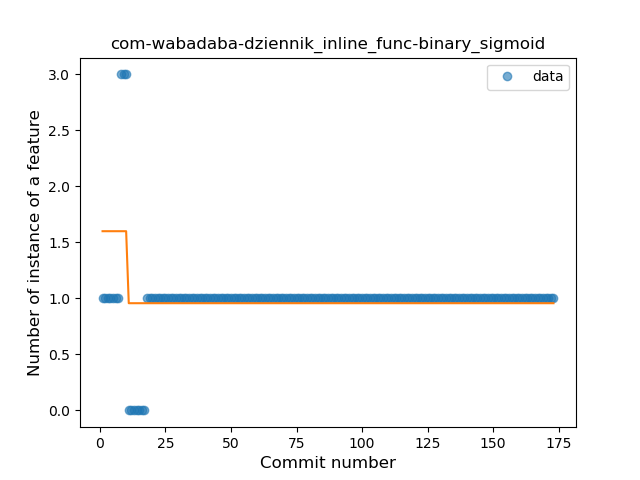 com-wabadaba-dziennik_inline_func-binary_sigmoid
data
Number of instance of a feature
3.0
2.5
2.0
1.5
1.0
0.5
0.0
0 25 50 75 100 125 150 175
Commit number